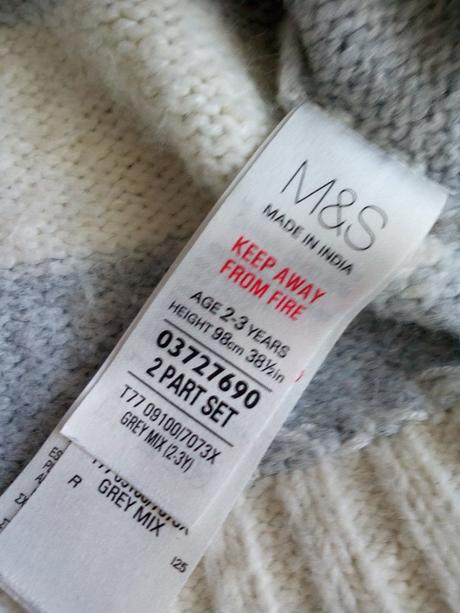 M&S
MADE IN INDIA
KEEP AWAY
FROM FIRE
AGE 2-3 YEARS
HEIGHT 98cm 38½in
03727690
2 PART SET
T77 09100/7073X
GREY MIX (2-3Y)
R
GREY MIX
125